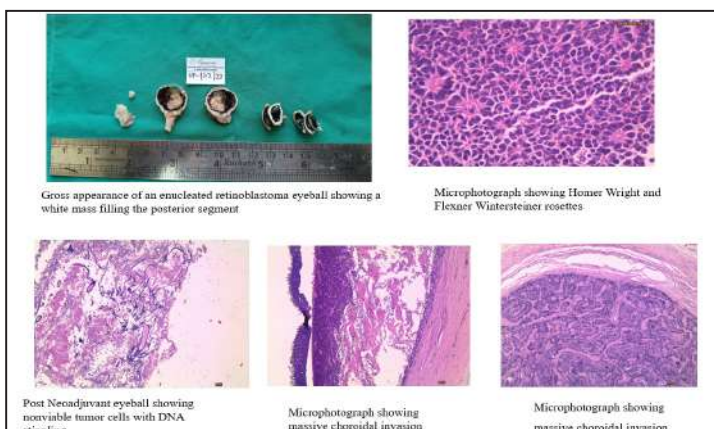 Gross appearance of an enucleated retinoblastoma eyeball showing a
white mass filling the posterior segment
Microphotograph showing Homer Wright and
Flexner Wintersteiner rosettes
Post Neoadjuvant eyeball showing
nonviable tumor cells with DNA
Microphotograph showing
massive choroidal invasion
Microphotograph showing
massive choroidal invasion